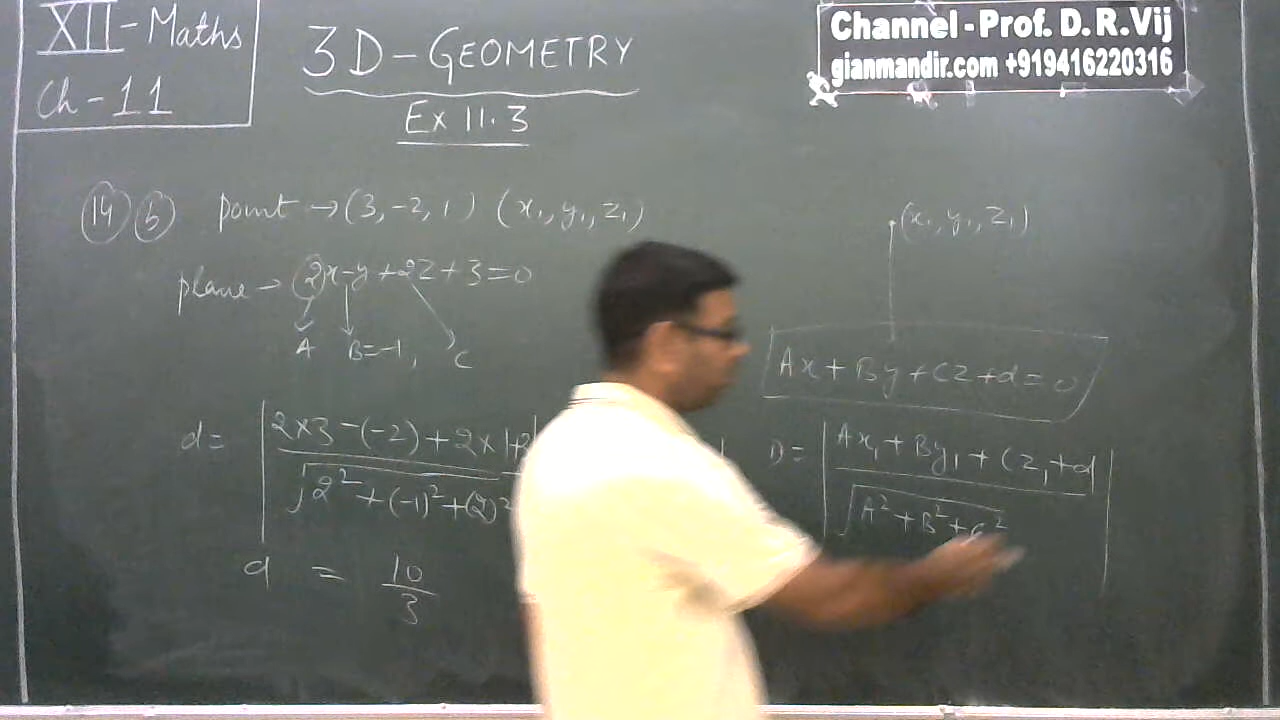 XII - Maths
Ch - 11
3D - GEOMETRY
Ex 11.3
Channel - Prof. D. R. Vij
gianmandir.com +919416220316
(14) (b) point → (3, -2, 1) (x₁, y₁, z₁)
plane → 2x - y + 2z + 3 = 0
A B = -1, C
d = | 2×3 - (-2) + 2×1+3
√2² + (-1)² + (2)²
d = 10/3
(x₁, y₁, z₁)
Ax + By + Cz + d = 0
D = | Ax₁ + By₁ + Cz₁ + d |
√A² + B² + C²